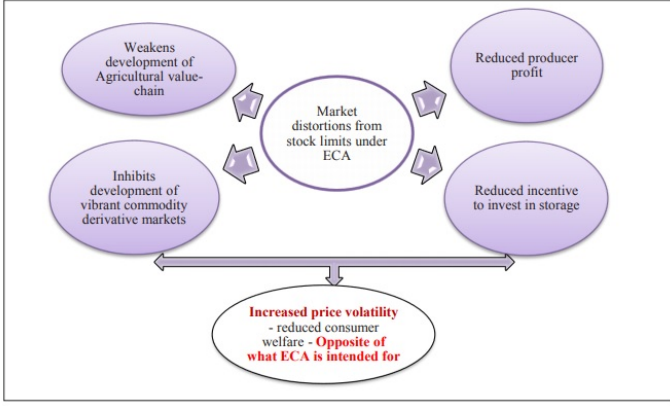 Weakens
development of
Agricultural value-
chain
Reduced producer
profit
Market
distortions from
stock limits under
ECA
Inhibits
development of
vibrant commodity
derivative markets
Reduced incentive
to invest in storage
Increased price volatility
- reduced consumer
welfare - Opposite of
what ECA is intended for